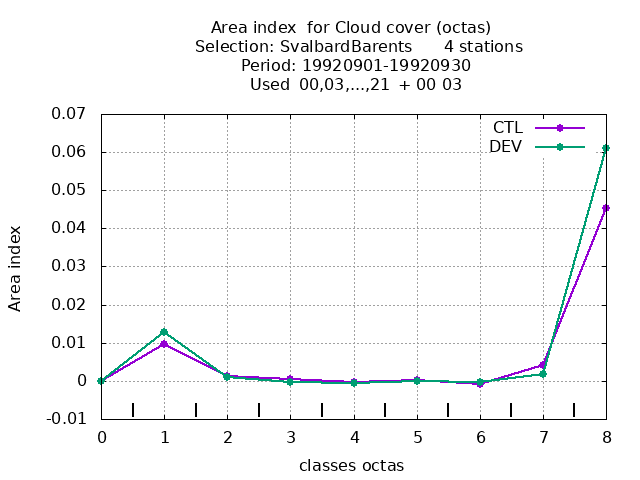 Area index  for Cloud cover (octas)
Selection: SvalbardBarents      4 stations
Period: 19920901-19920930
Used  00,03,...,21  + 00 03
CTL
DEV
0.07
0.06
0.05
0.04
0.03
0.02
0.01
0
-0.01
Area index
0 1 2 3 4 5 6 7 8
classes octas